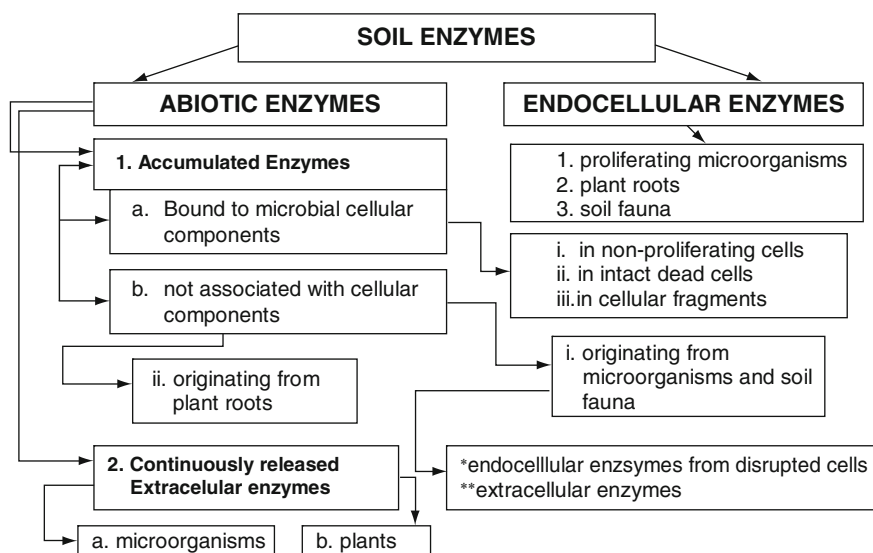 SOIL ENZYMES
ABIOTIC ENZYMES
ENDOCELLULAR ENZYMES
1. Accumulated Enzymes
1. proliferating microorganisms
2. plant roots
3. soil fauna
a. Bound to microbial cellular
components
i. in non-proliferating cells
ii. in intact dead cells
iii. in cellular fragments
b. not associated with cellular
components
i. originating from
microorganisms and soil
fauna
ii. originating from
plant roots
2. Continuously released
Extracelular enzymes
*endocelllular enzsymes from disrupted cells
**extracellular enzymes
a. microorganisms
b. plants